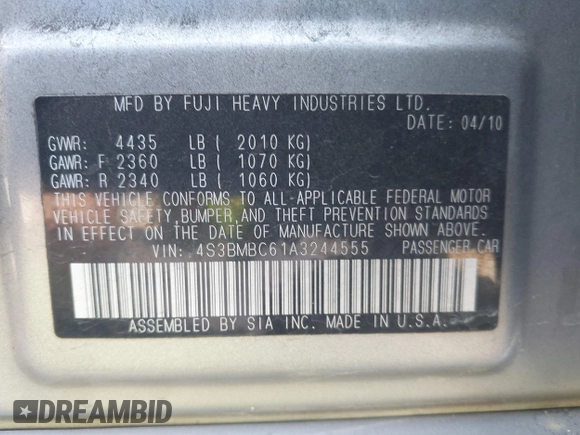 MFD BY FUJI HEAVY INDUSTRIES LTD.
DATE: 04/10
GVWR: 4435 LB ( 2010 KG)
GAWR: F 2360 LB ( 1070 KG)
GAWR: R 2340 LB ( 1060 KG)
THIS VEHICLE CONFORMS TO ALL-APPLICABLE FEDERAL MOTOR
VEHICLE SAFETY,BUMPER,AND THEFT PREVENTION STANDARDS
IN EFFECT ON THE DATE OF MANUFACTURE SHOWN ABOVE.
VIN: 4S3BMBC61A3244555 PASSENGER CAR
ASSEMBLED BY SIA INC. MADE IN U.S.A.
DREAMBID